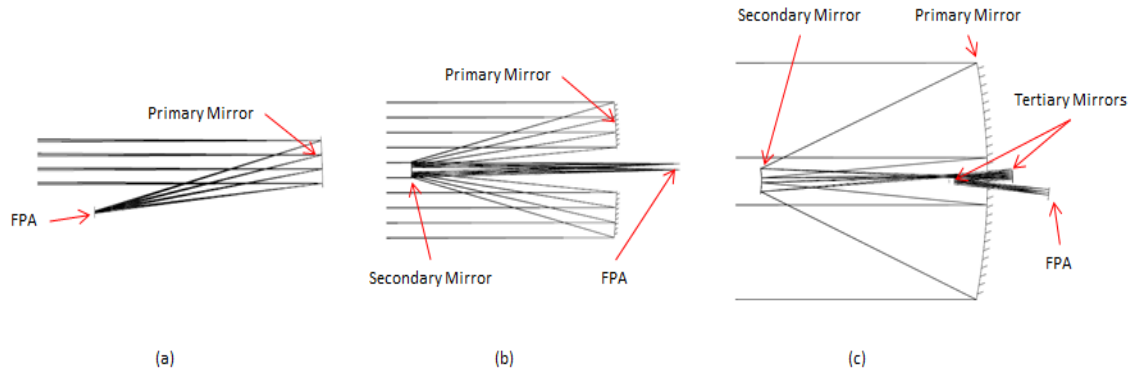 Primary Mirror
FPA
(a)
Primary Mirror
Secondary Mirror
FPA
(b)
Secondary Mirror
Primary Mirror
Tertiary Mirrors
FPA
(c)